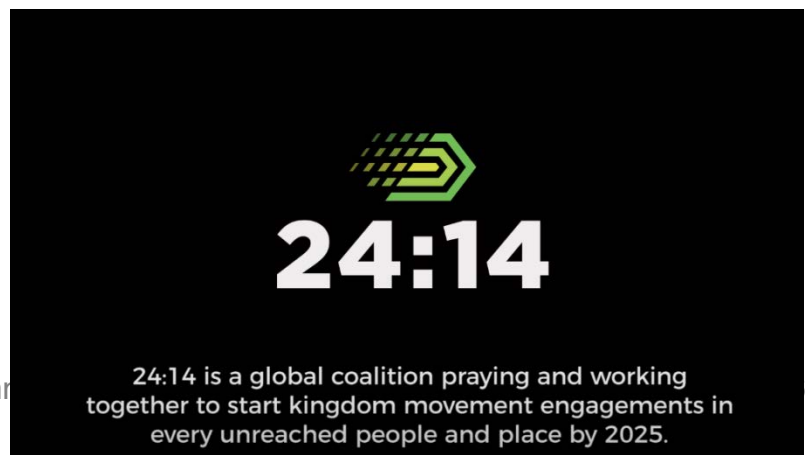 24:14
24:14 is a global coalition praying and working
together to start kingdom movement engagements in
every unreached people and place by 2025.